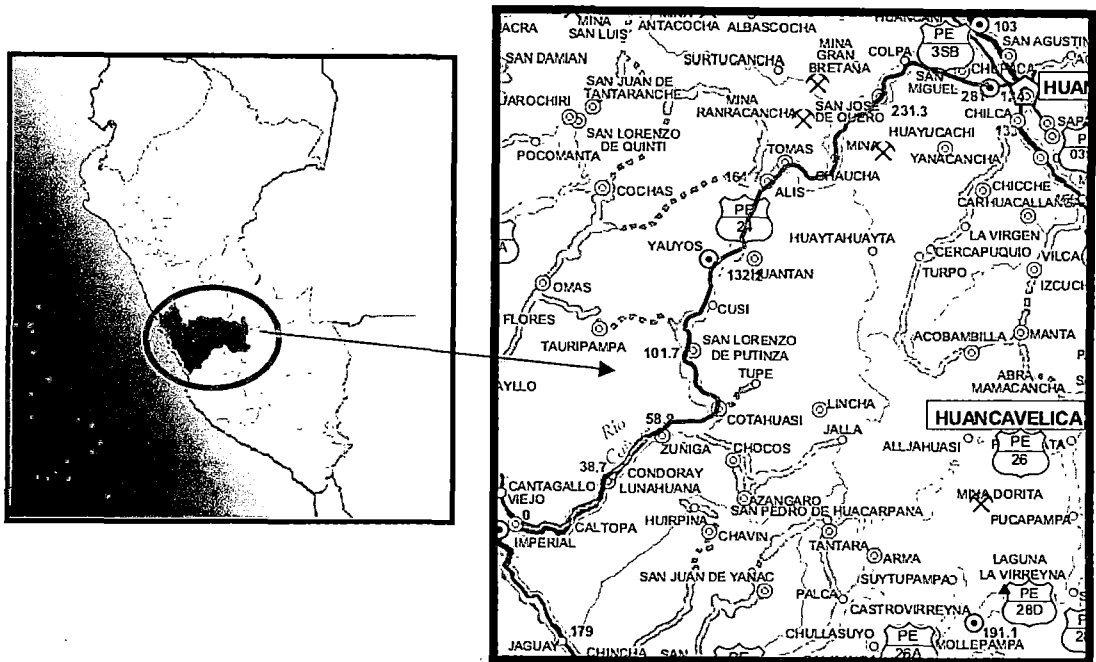 MINA SAN LUIS
ANTACOCHA
ALBASCOCHA
103
SAN DAMIAN
SURTUCANCHA
MINA GRAN BRETAÑA
COLPA
PE 3SB
SAN AGUSTIN
SAN JUAN DE TANTARANCHE
SAN MIGUEL
MINA RANRACANCHA
SAN JOSE DE QUERO
231.3
281
CHILCA
SAN LORENZO DE QUINTI
POCOMANTA
HUAYUCACHI
YANACANCHA
TOMAS
MINA
CHAUCHA
COCHAS
ALIS
CHICCHE
PE 24
YAUYOS
HUAYTAHUAYTA
LA VIRGEN
CERCAPUQUIO
VILCA
TURPO
132.2
HUANTAN
OMAS
CUSI
FLORES
TAURIPAMPA
ACOBAMBILLA
MANTA
101.7
SAN LORENZO DE PUTINZA
TUPE
ABRA MAMACANCHA
COTAHUASI
LINCHA
HUANCAVELICA
58.9
Río
ZUÑIGA
CHOCOS
JALLA
ALLJAHUASI
PE 26
38.7
CONDORAY
LUNAHUANA
CANTAGALLO VIEJO
AZANGARO
SAN PEDRO DE HUACARPANA
MINA DORITA
PUCAPAMPA
0
IMPERIAL
CALTOPA
HUIRPINA
CHAVIN
TANTARA
ARMA
LAGUNA LA VIRREYNA
SAN JUAN DE YANAC
SUYTUPAMPA
PALCA
CASTROVIRREYNA
PE 28D
179
JAGUAY
CHINCHA
SAN
CHULLASUYO
PE 26A
191.1
MOLLEPAMPA